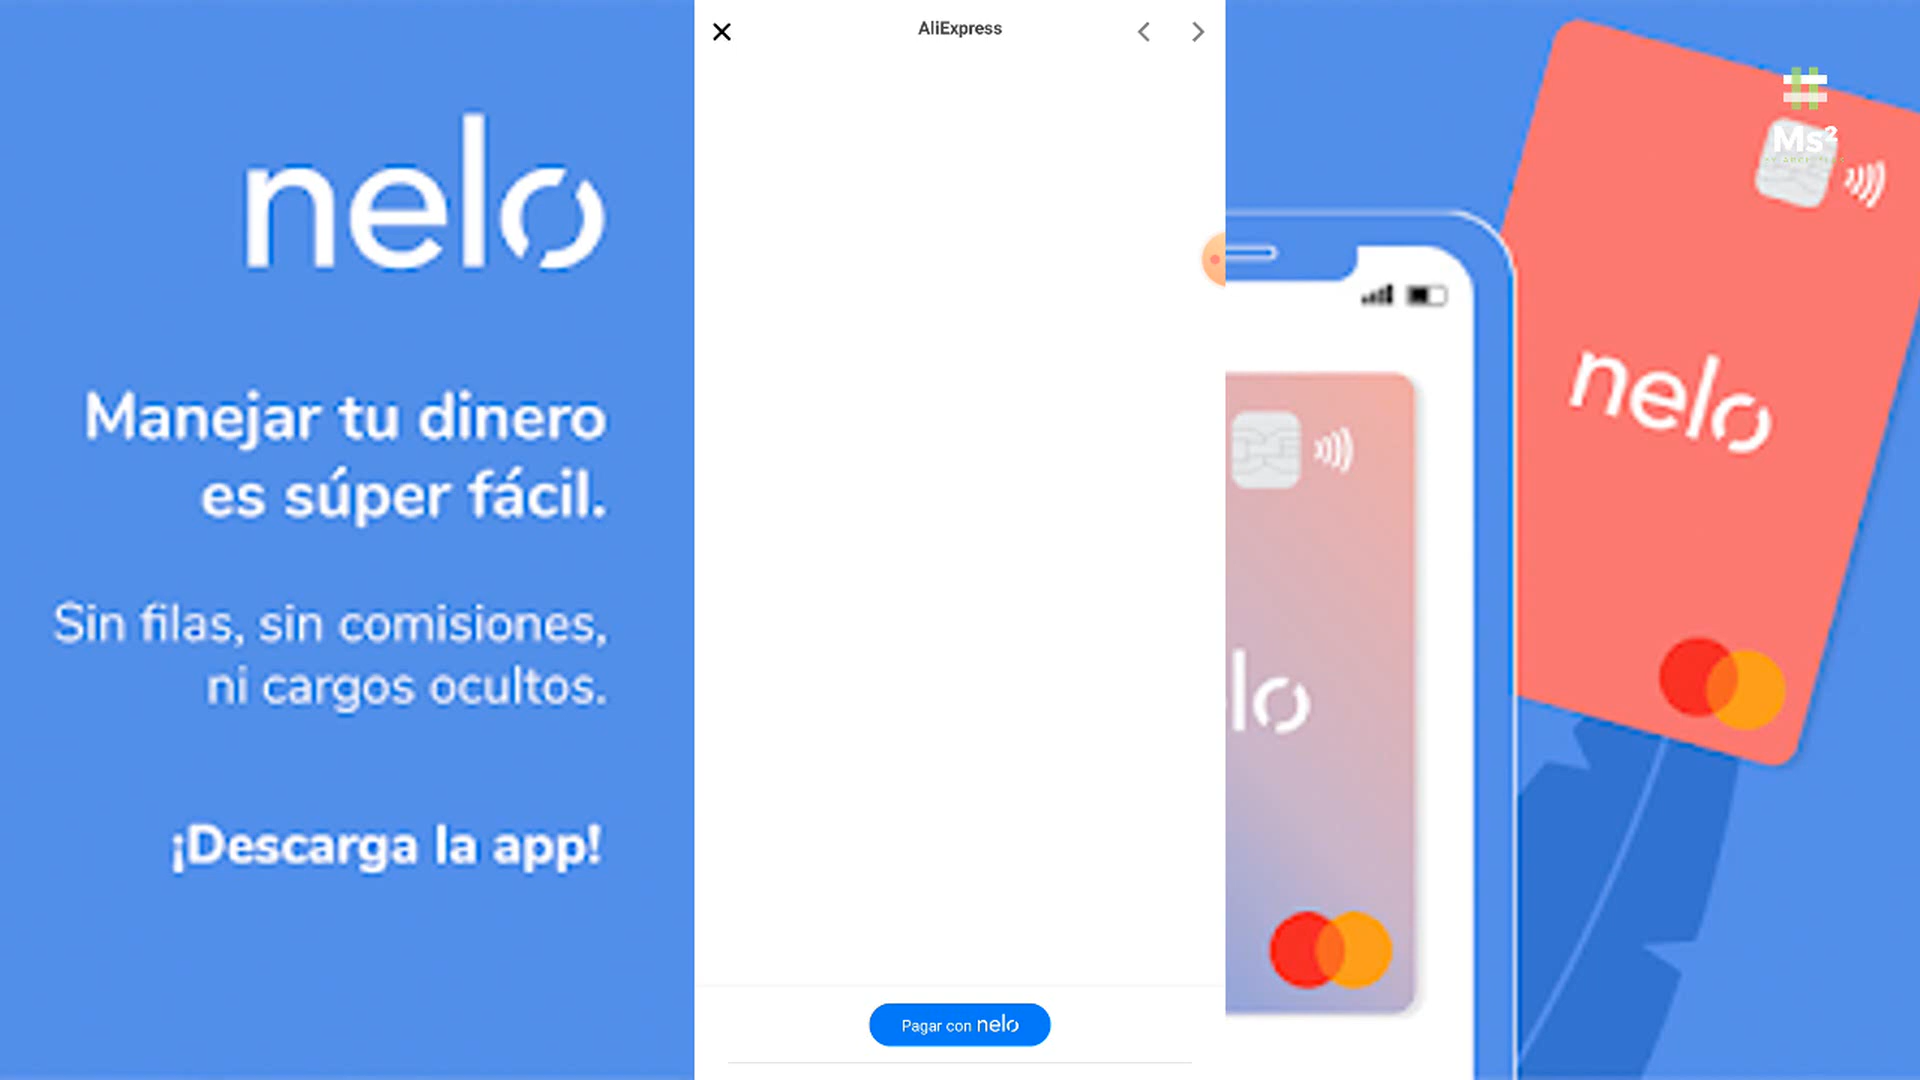 nelo
Manejar tu dinero
es súper fácil.
Sin filas, sin comisiones,
ni cargos ocultos.
¡Descarga la app!
AliExpress
Pagar con nelo
lo
nelo
Ms²